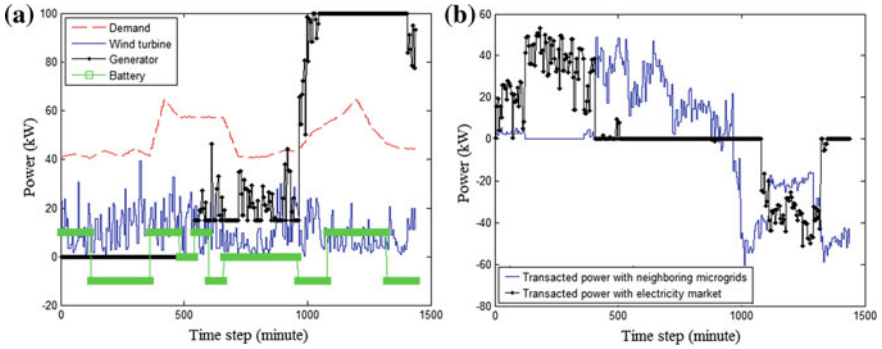 (a)
100
80
60
40
20
0
-20
Power (kW)
Demand
Wind turbine
Generator
Battery
0
500
1000
1500
Time step (minute)
(b)
60
40
20
0
-20
-40
-60
-80
Power (kW)
Transacted power with neighboring microgrids
Transacted power with electricity market
0
500
1000
1500
Time step (minute)